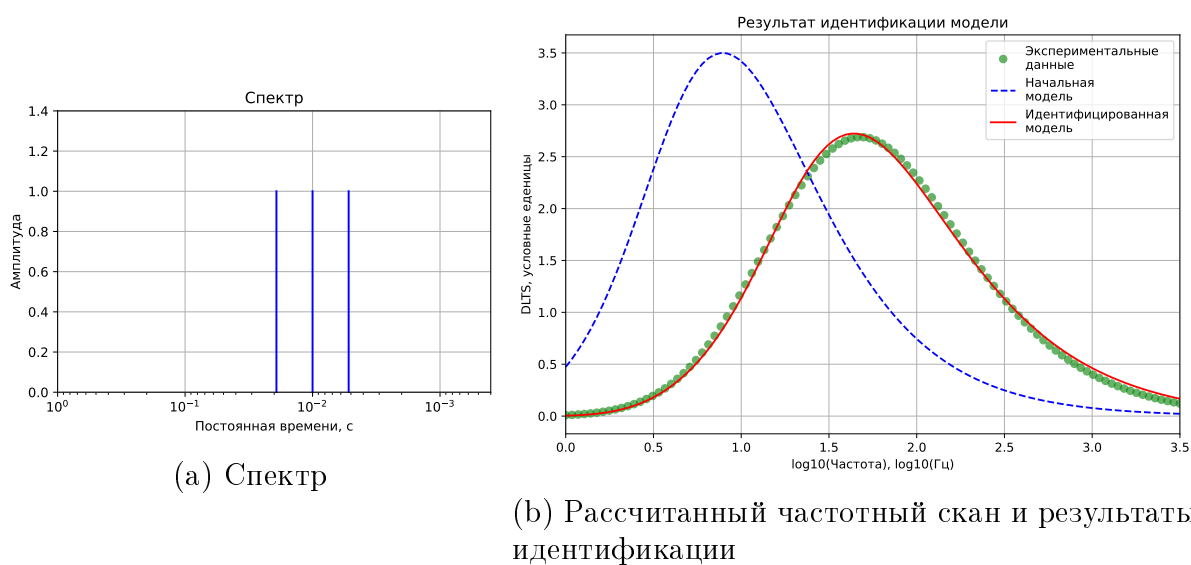 Спектр
1.4
1.2
1.0
0.8
0.6
0.4
0.2
0.0
Амплитуда
10⁰
10⁻¹
10⁻²
10⁻³
Постоянная времени, с
(a) Спектр
Результат идентификации модели
3.5
3.0
2.5
2.0
1.5
1.0
0.5
0.0
DLTS, условные еденицы
Экспериментальные
данные
Начальная
модель
Идентифицированная
модель
0.0
0.5
1.0
1.5
2.0
2.5
3.0
3.5
log10(Частота), log10(Гц)
(b) Рассчитанный частотный скан и результаты
идентификации